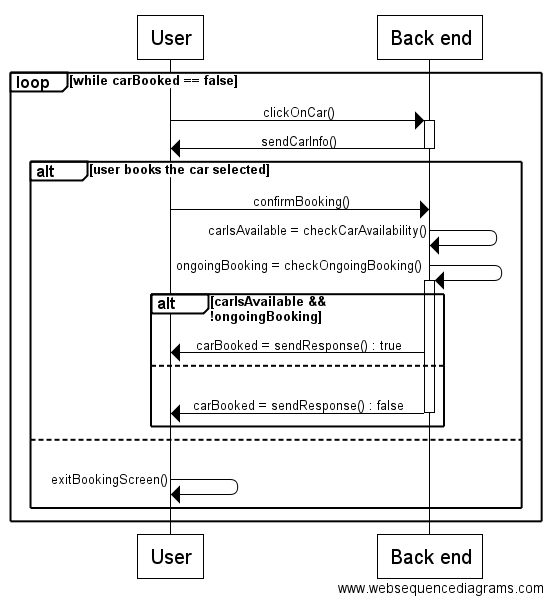 User
Back end
loop
[while carBooked == false]
clickOnCar()
sendCarInfo()
alt
[user books the car selected]
confirmBooking()
carIsAvailable = checkCarAvailability()
ongoingBooking = checkOngoingBooking()
alt
[carIsAvailable &&
!ongoingBooking]
carBooked = sendResponse() : true
carBooked = sendResponse() : false
exitBookingScreen()
User
Back end
www.websequencediagrams.com